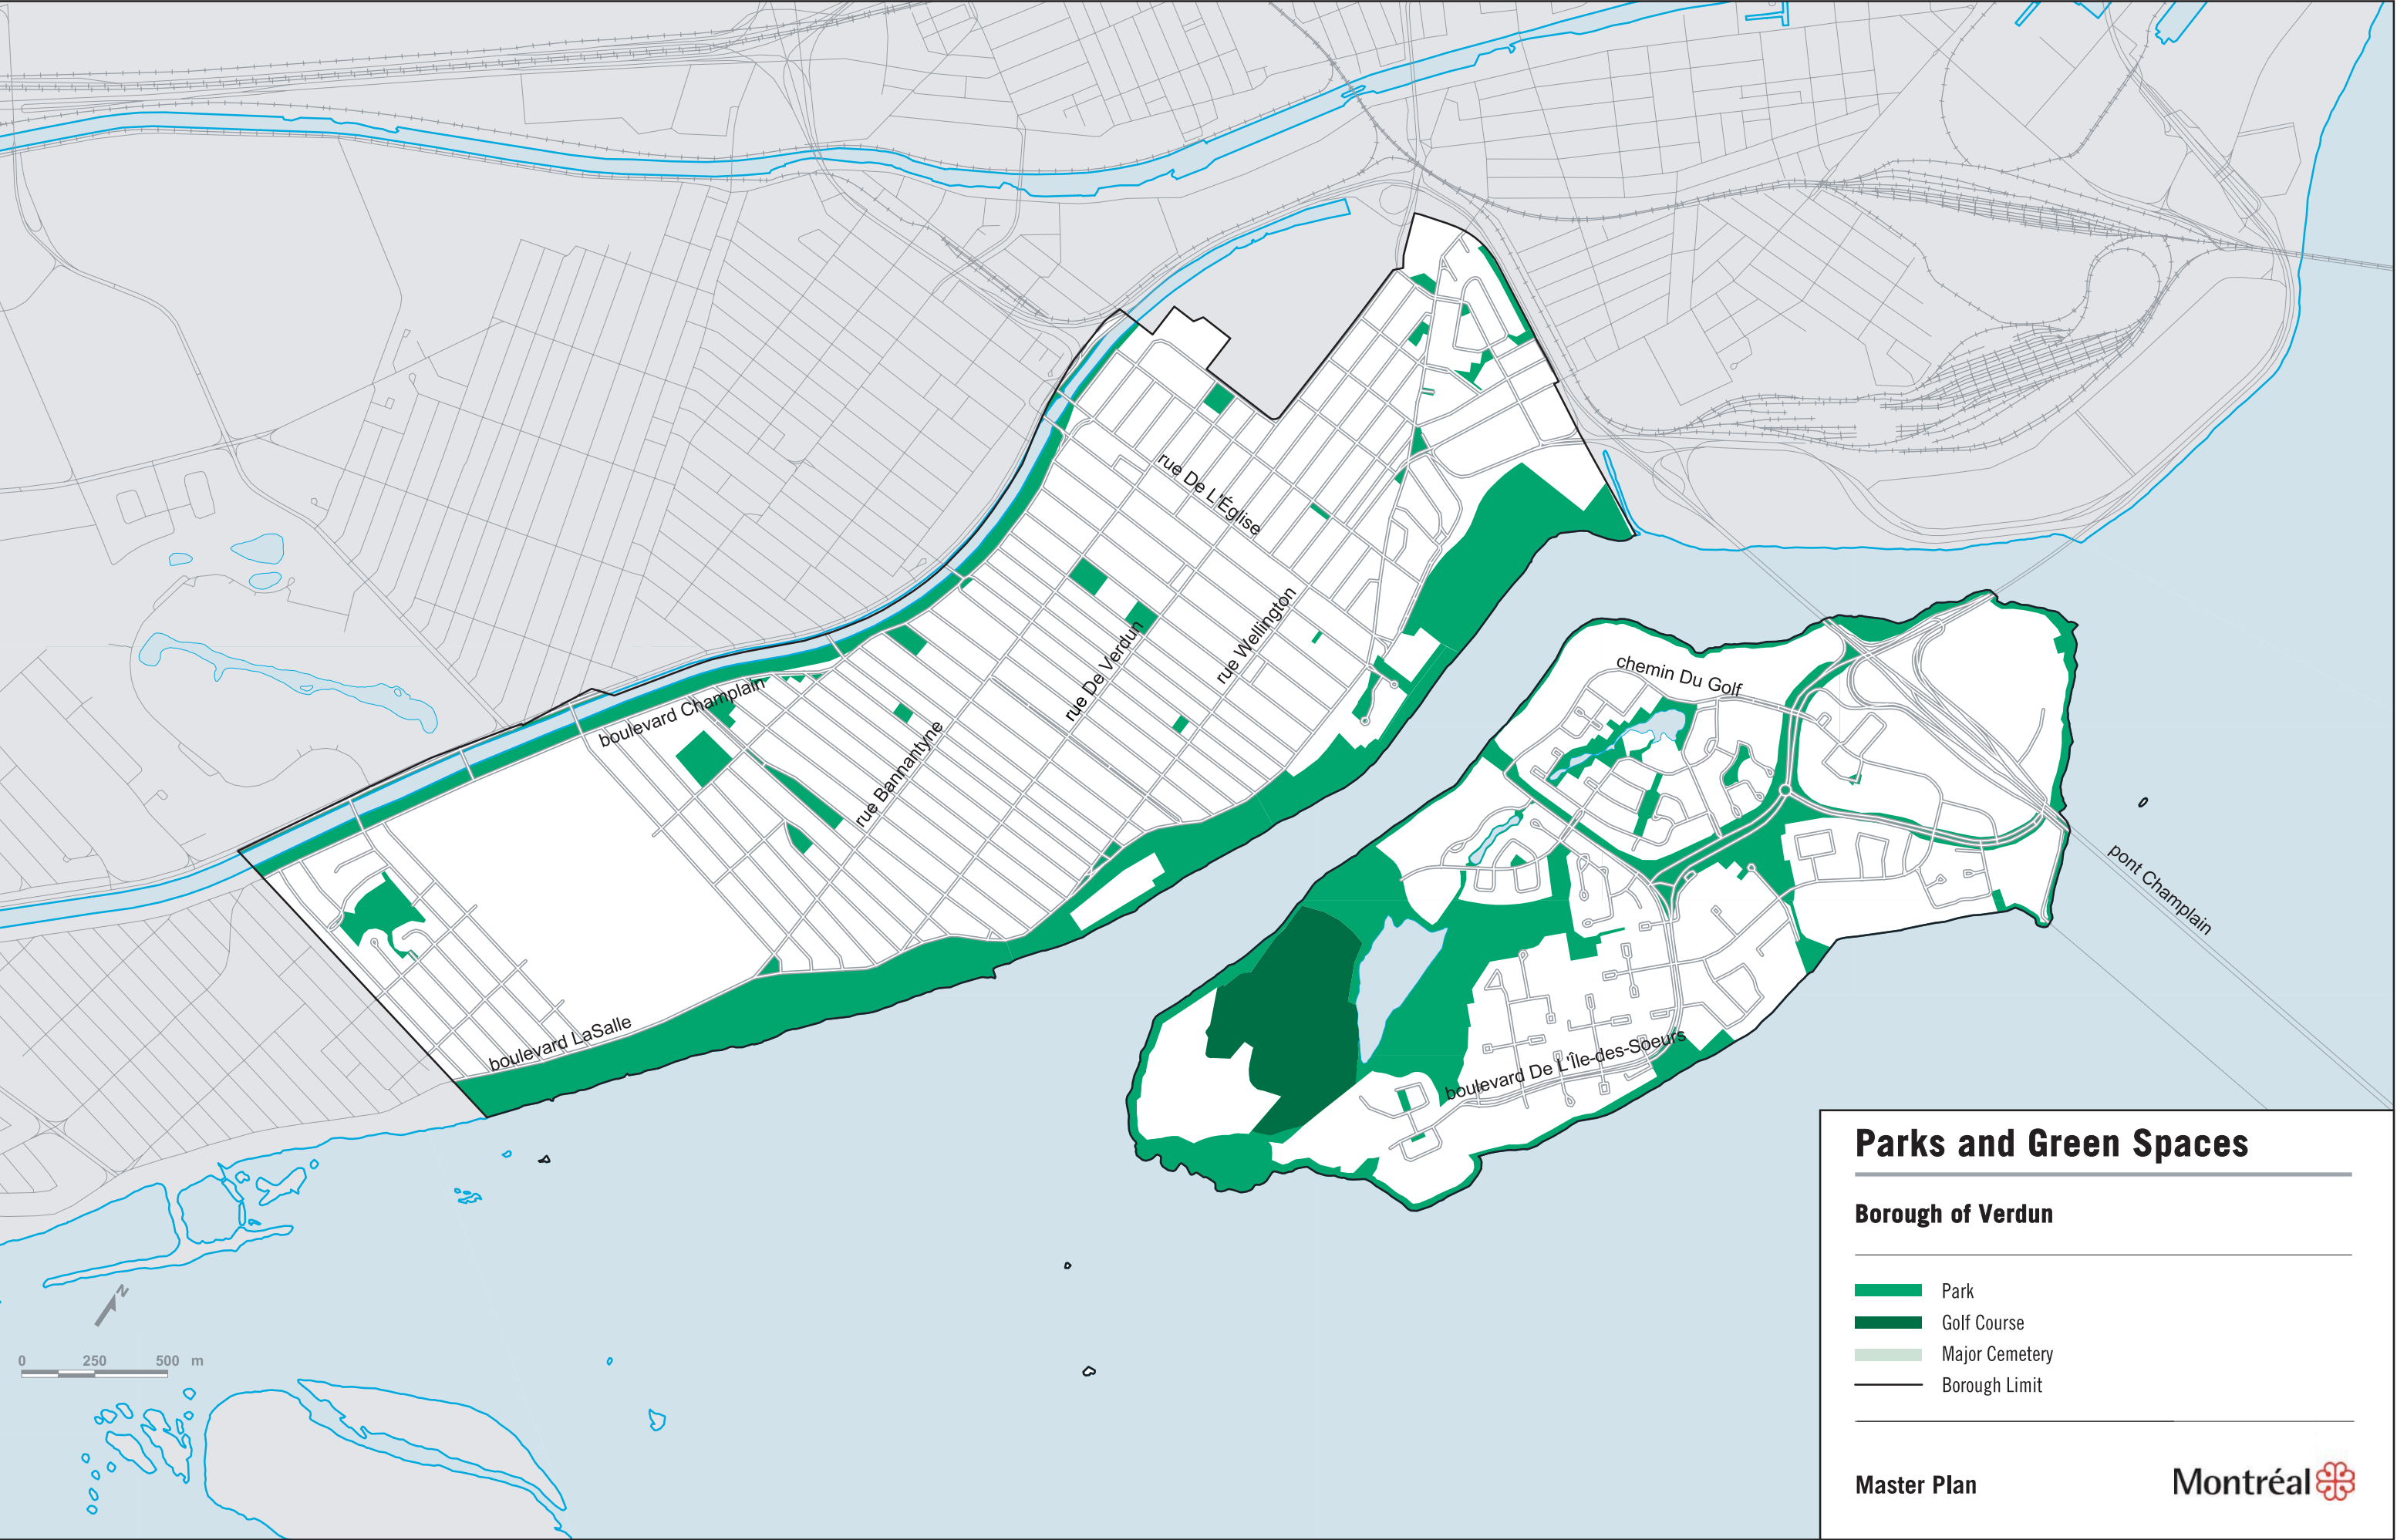 rue De L'Église
rue Wellington
rue De Verdun
boulevard Champlain
rue Bannantyne
chemin Du Golf
pont Champlain
boulevard LaSalle
boulevard De L'Île-des-Soeurs
N
0 250 500 m
Parks and Green Spaces
Borough of Verdun
Park
Golf Course
Major Cemetery
Borough Limit
Master Plan
Montréal